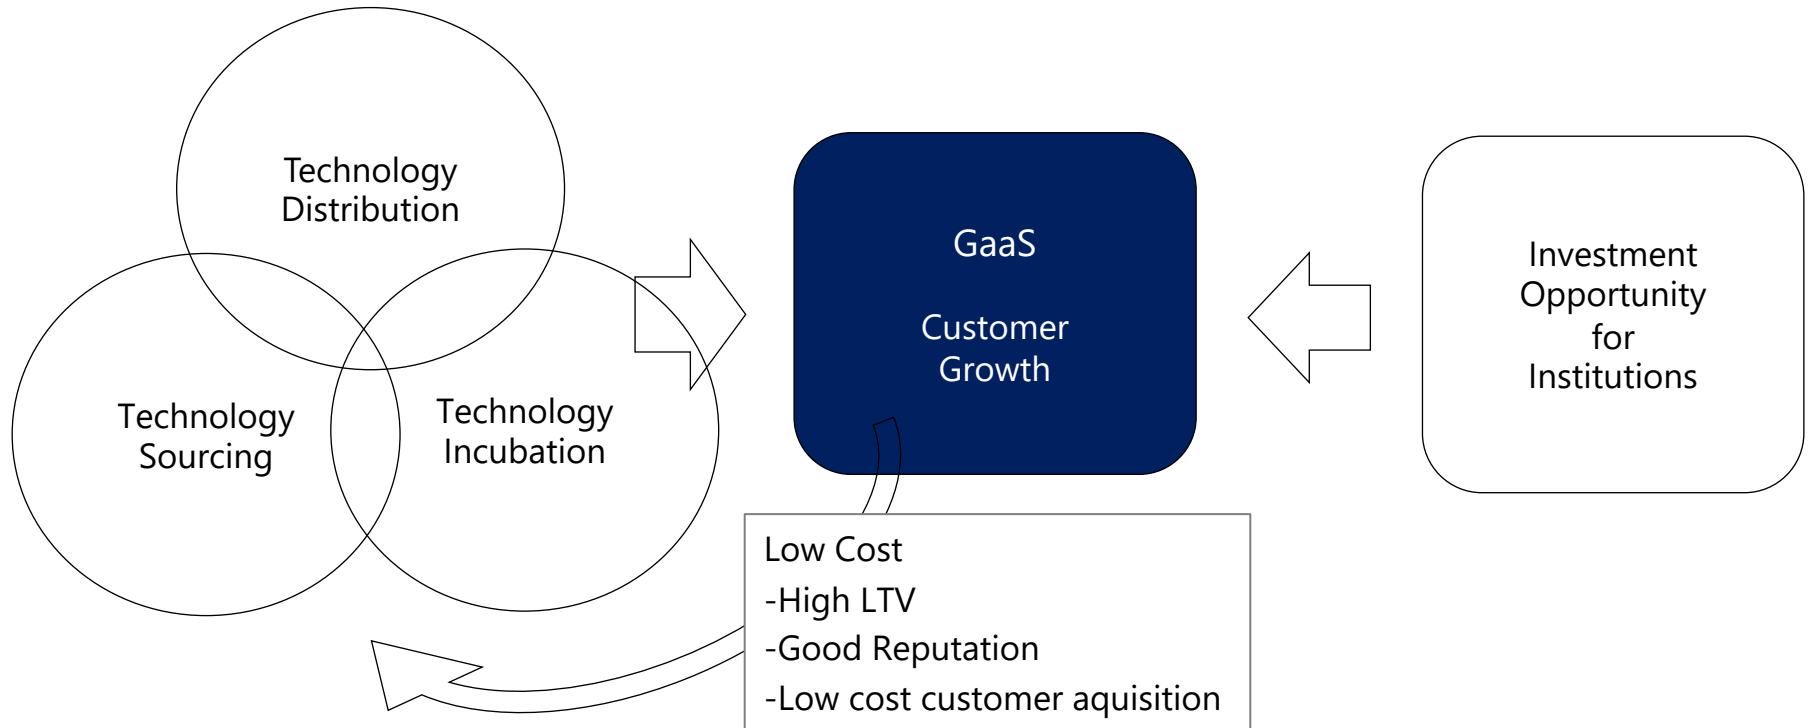 Technology
Distribution
Technology
Sourcing
Technology
Incubation
GaaS
Customer
Growth
Investment
Opportunity
for
Institutions
Low Cost
-High LTV
-Good Reputation
-Low cost customer aquisition